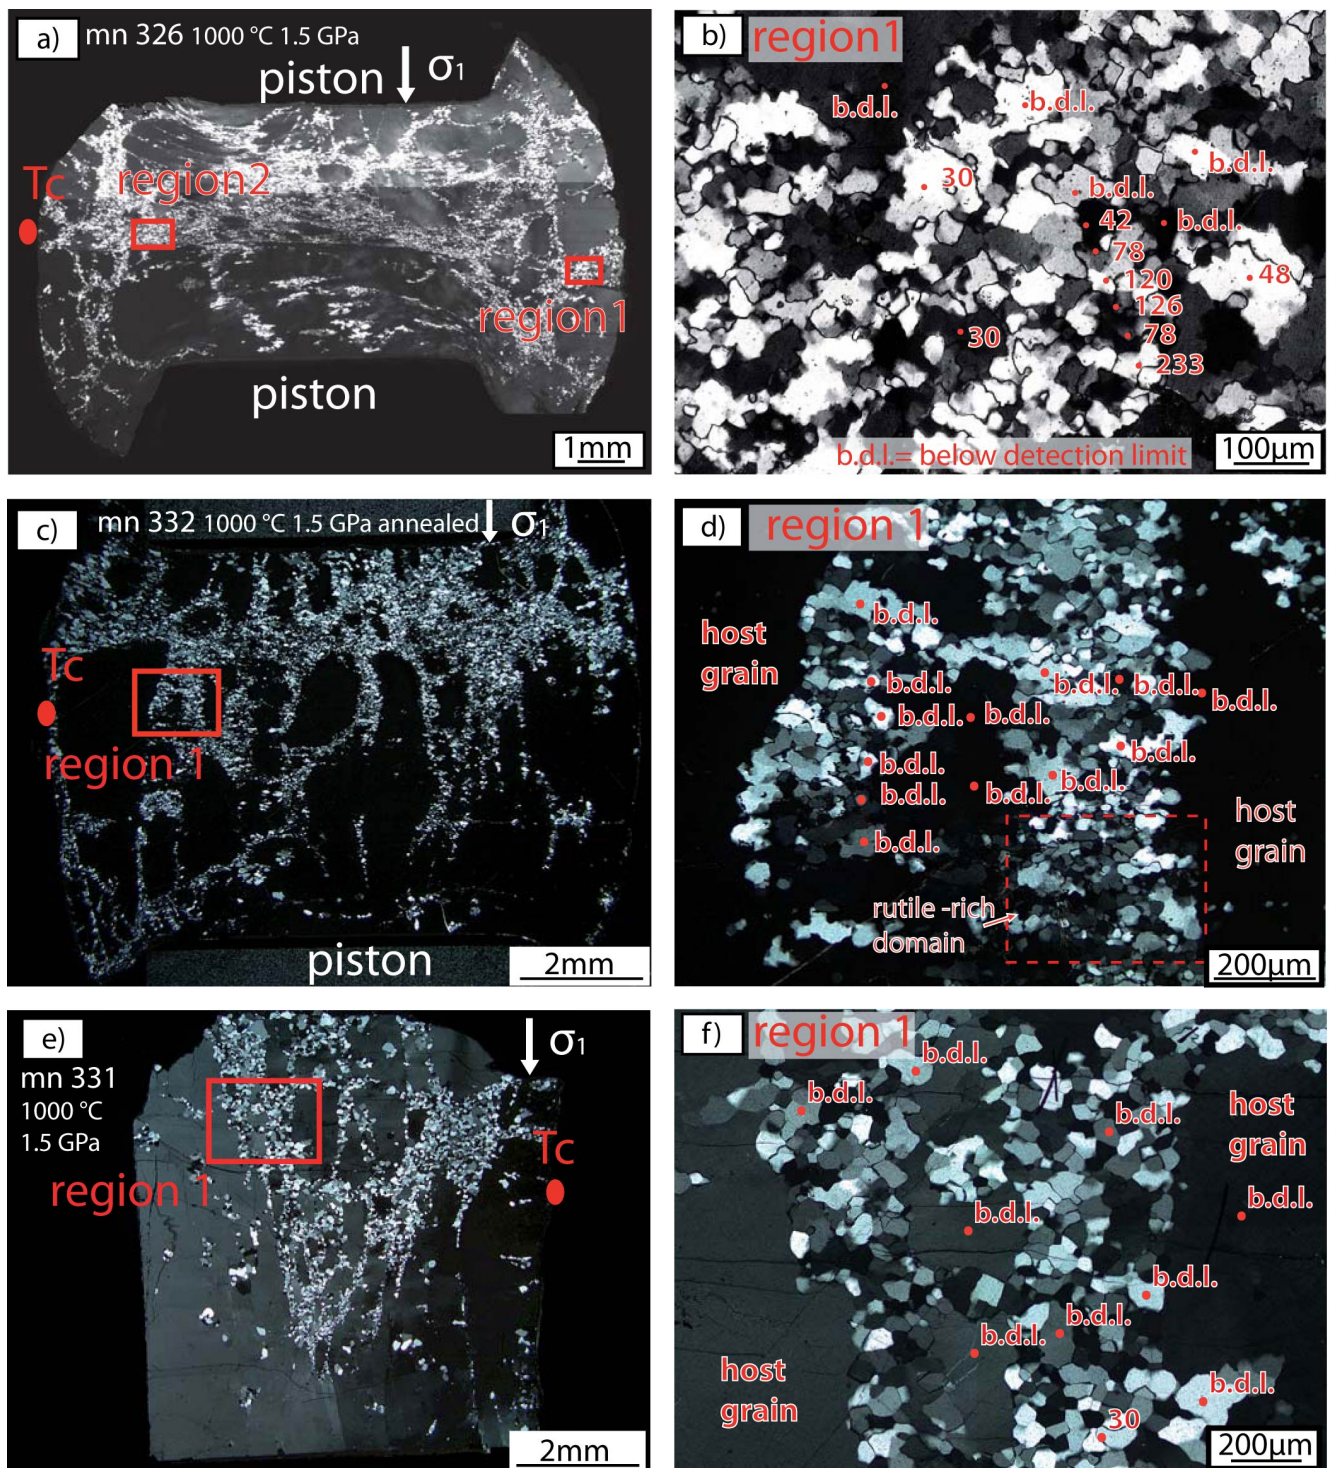 a) mn 326 1000 °C 1.5 GPa
piston
σ1
Tc
region2
region1
piston
1mm
b)
region1
b.d.l.
b.d.l.
b.d.l.
30
b.d.l.
42
b.d.l.
78
120
48
126
30
78
233
b.d.l.= below detection limit
100µm
c)
mn 332 1000 °C 1.5 GPa annealed
σ1
Tc
region 1
piston
2mm
d)
region 1
b.d.l.
host
grain
b.d.l.
b.d.l.
b.d.l.
b.d.l.
b.d.l.
b.d.l.
b.d.l.
b.d.l.
b.d.l.
b.d.l.
b.d.l.
b.d.l.
host
grain
rutile -rich
domain
200µm
e)
σ1
mn 331
1000 °C
1.5 GPa
Tc
region 1
2mm
f)
region 1
b.d.l.
b.d.l.
b.d.l.
host
grain
b.d.l.
b.d.l.
b.d.l.
b.d.l.
b.d.l.
host
grain
b.d.l.
30
200µm